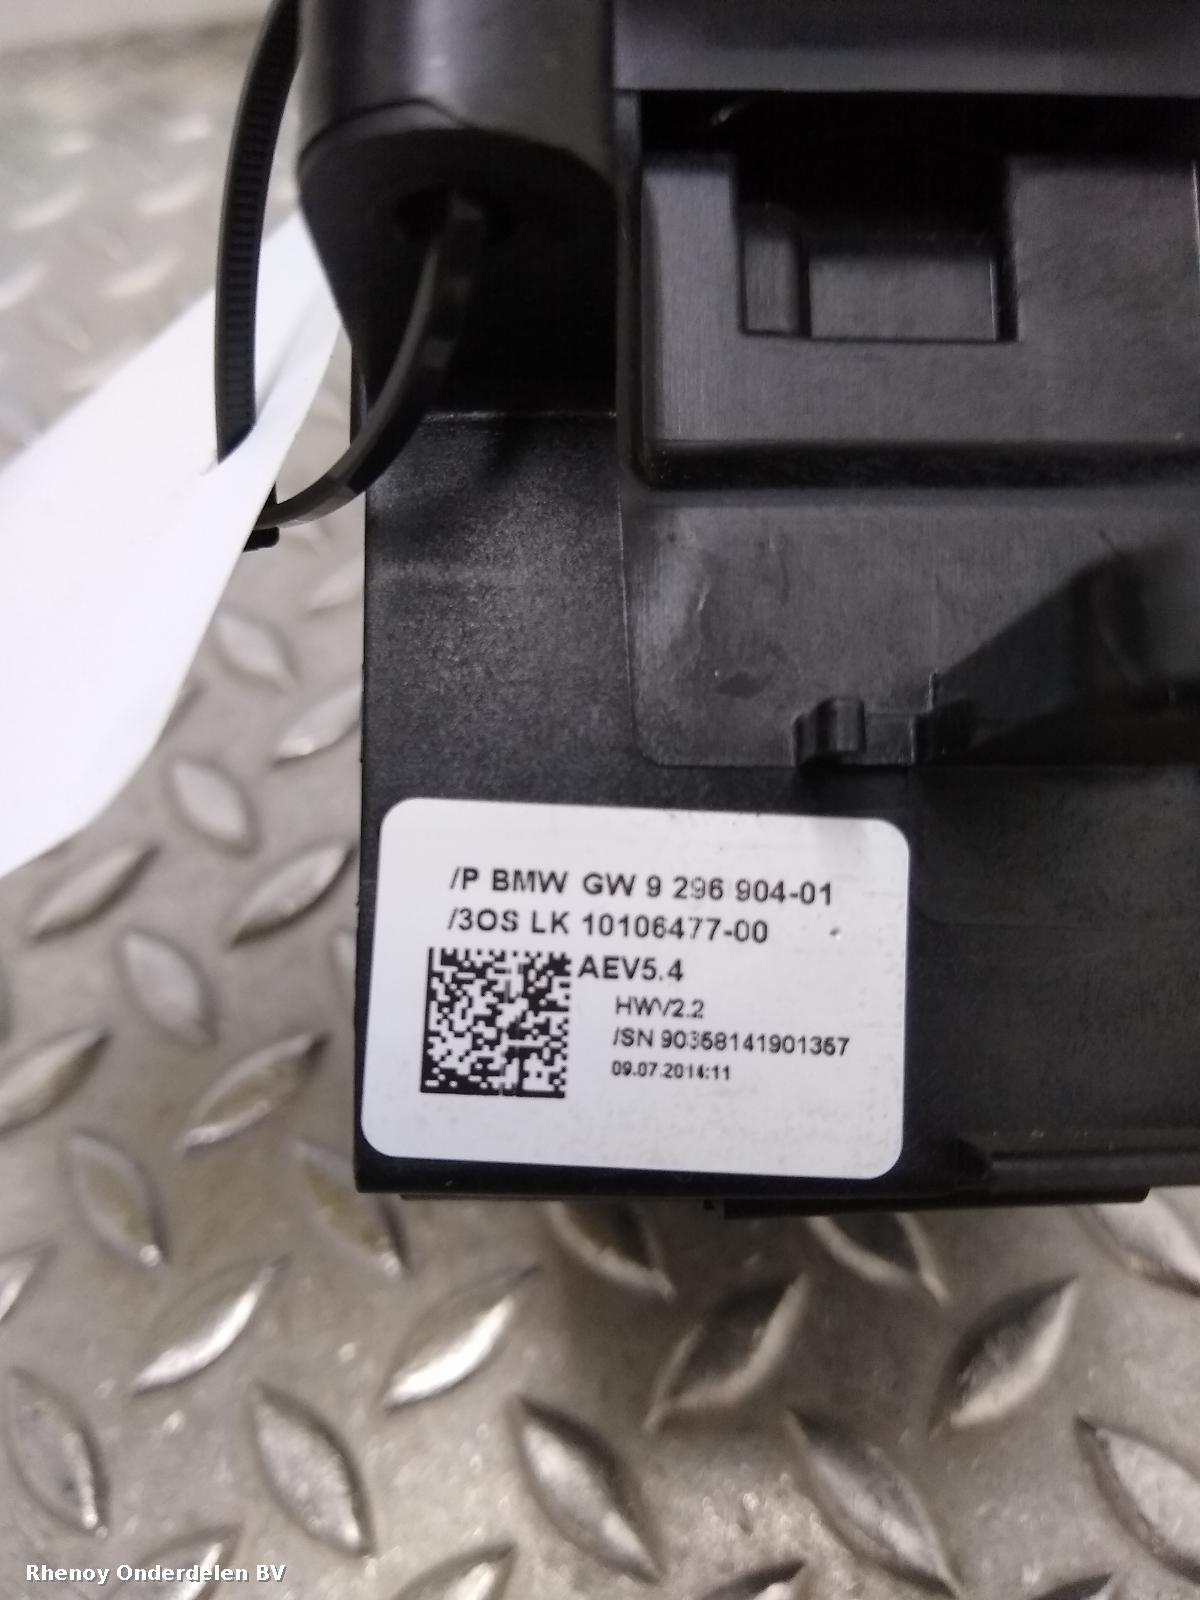 /P BMW GW 9 296 904-01
/3OS LK 10106477-00
AEV5.4
HWV2.2
/SN 90358141901357
09.07.2014:11
Rhenoy Onderdelen BV